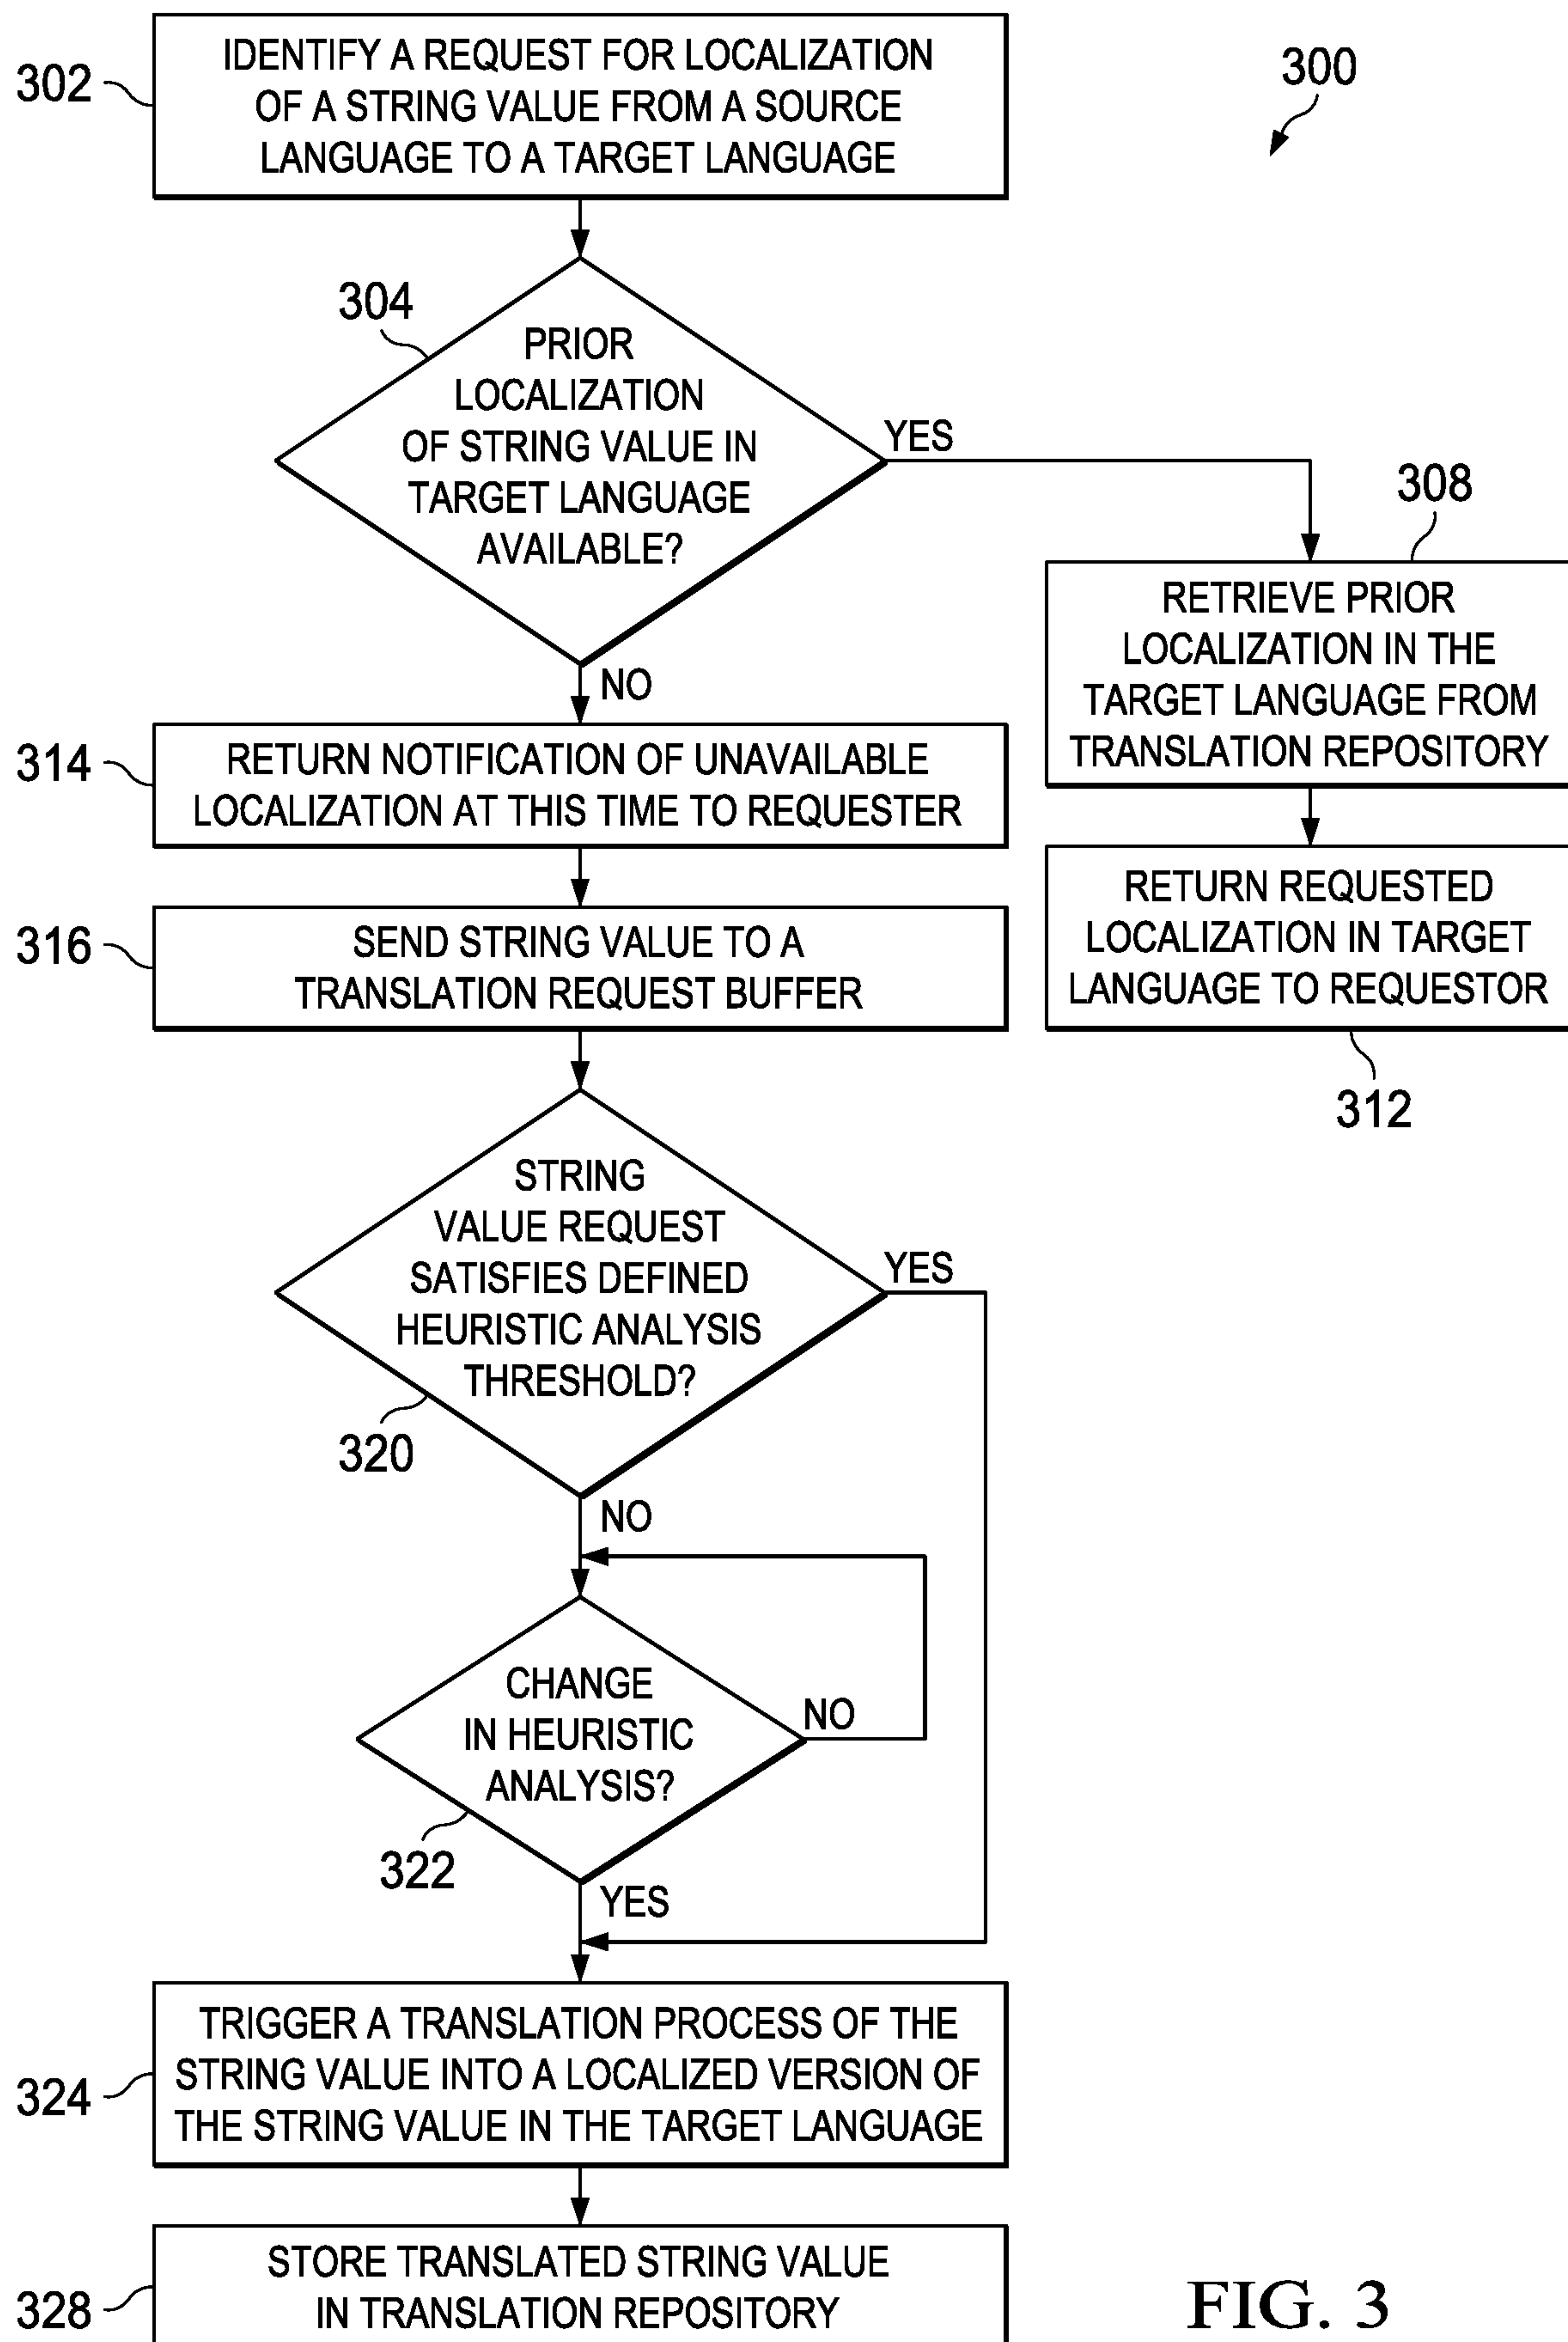 302
IDENTIFY A REQUEST FOR LOCALIZATION
OF A STRING VALUE FROM A SOURCE
LANGUAGE TO A TARGET LANGUAGE
300
304
PRIOR
LOCALIZATION
OF STRING VALUE IN
TARGET LANGUAGE
AVAILABLE?
YES
NO
308
RETRIEVE PRIOR
LOCALIZATION IN THE
TARGET LANGUAGE FROM
TRANSLATION REPOSITORY
RETURN REQUESTED
LOCALIZATION IN TARGET
LANGUAGE TO REQUESTOR
312
314
RETURN NOTIFICATION OF UNAVAILABLE
LOCALIZATION AT THIS TIME TO REQUESTER
316
SEND STRING VALUE TO A
TRANSLATION REQUEST BUFFER
STRING
VALUE REQUEST
SATISFIES DEFINED
HEURISTIC ANALYSIS
THRESHOLD?
YES
320
NO
CHANGE
IN HEURISTIC
ANALYSIS?
NO
322
YES
324
TRIGGER A TRANSLATION PROCESS OF THE
STRING VALUE INTO A LOCALIZED VERSION OF
THE STRING VALUE IN THE TARGET LANGUAGE
328
STORE TRANSLATED STRING VALUE
IN TRANSLATION REPOSITORY
FIG. 3